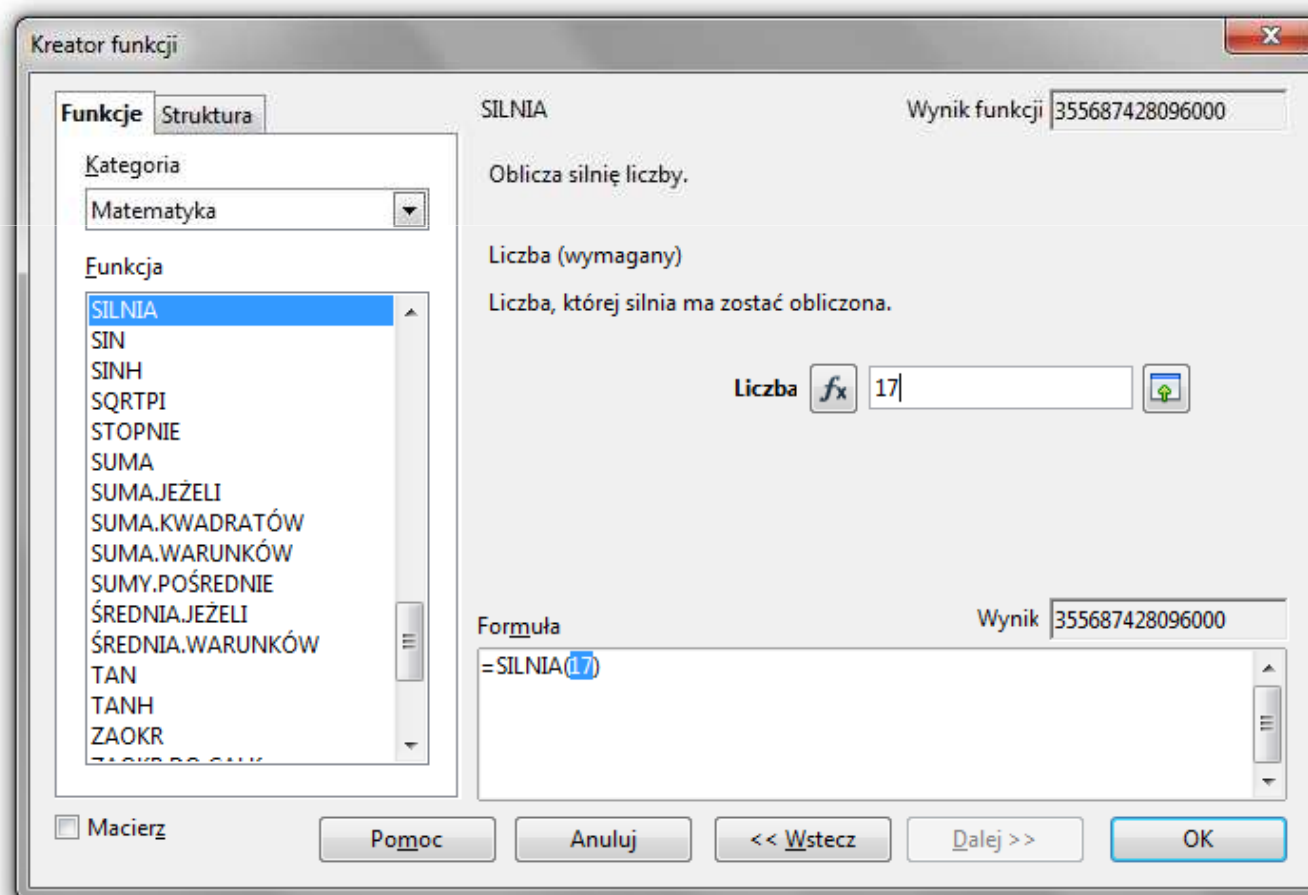 Kreator funkcji
Funkcje
Struktura
Kategoria
Matematyka
Funkcja
SILNIA
SIN
SINH
SQRTPI
STOPNIE
SUMA
SUMA.JEŻELI
SUMA.KWADRATÓW
SUMA.WARUNKÓW
SUMY.POŚREDNIE
ŚREDNIA.JEŻELI
ŚREDNIA.WARUNKÓW
TAN
TANH
ZAOKR
Macierz
SILNIA
Wynik funkcji 355687428096000
Oblicza silnię liczby.
Liczba (wymagany)
Liczba, której silnia ma zostać obliczona.
Liczba fx 17
Formuła
Wynik 355687428096000
=SILNIA(17)
Pomoc
Anuluj
<< Wstecz
Dalej >>
OK